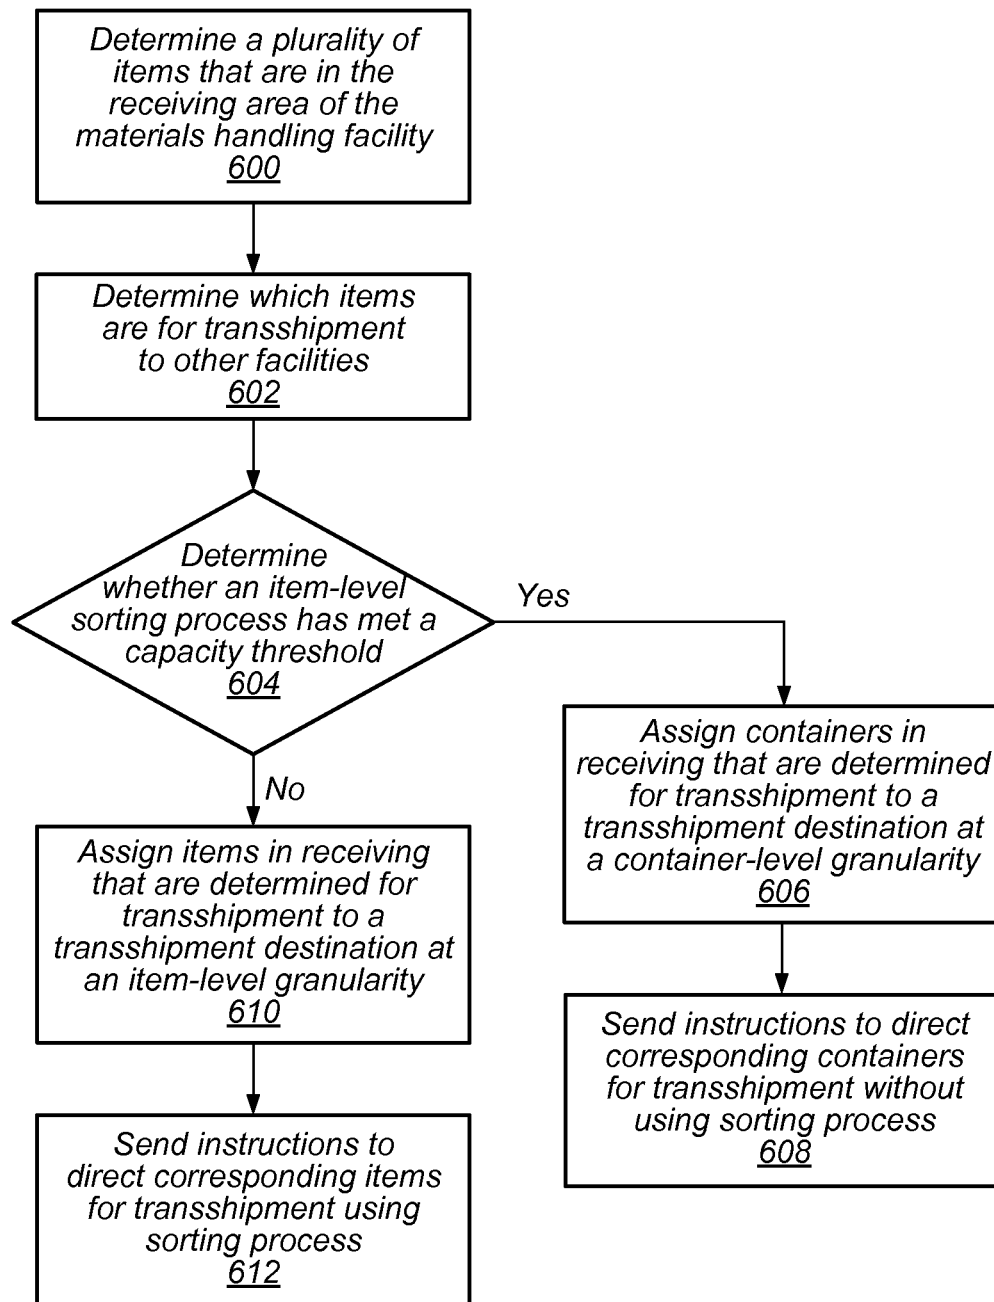 Determine a plurality of
items that are in the
receiving area of the
materials handling facility
600
Determine which items
are for transshipment
to other facilities
602
Determine
whether an item-level
sorting process has met a
capacity threshold
604
Yes
No
Assign containers in
receiving that are determined
for transshipment to a
transshipment destination at
a container-level granularity
606
Send instructions to direct
corresponding containers
for transshipment without
using sorting process
608
Assign items in receiving
that are determined for
transshipment to a
transshipment destination at
an item-level granularity
610
Send instructions to
direct corresponding items
for transshipment using
sorting process
612